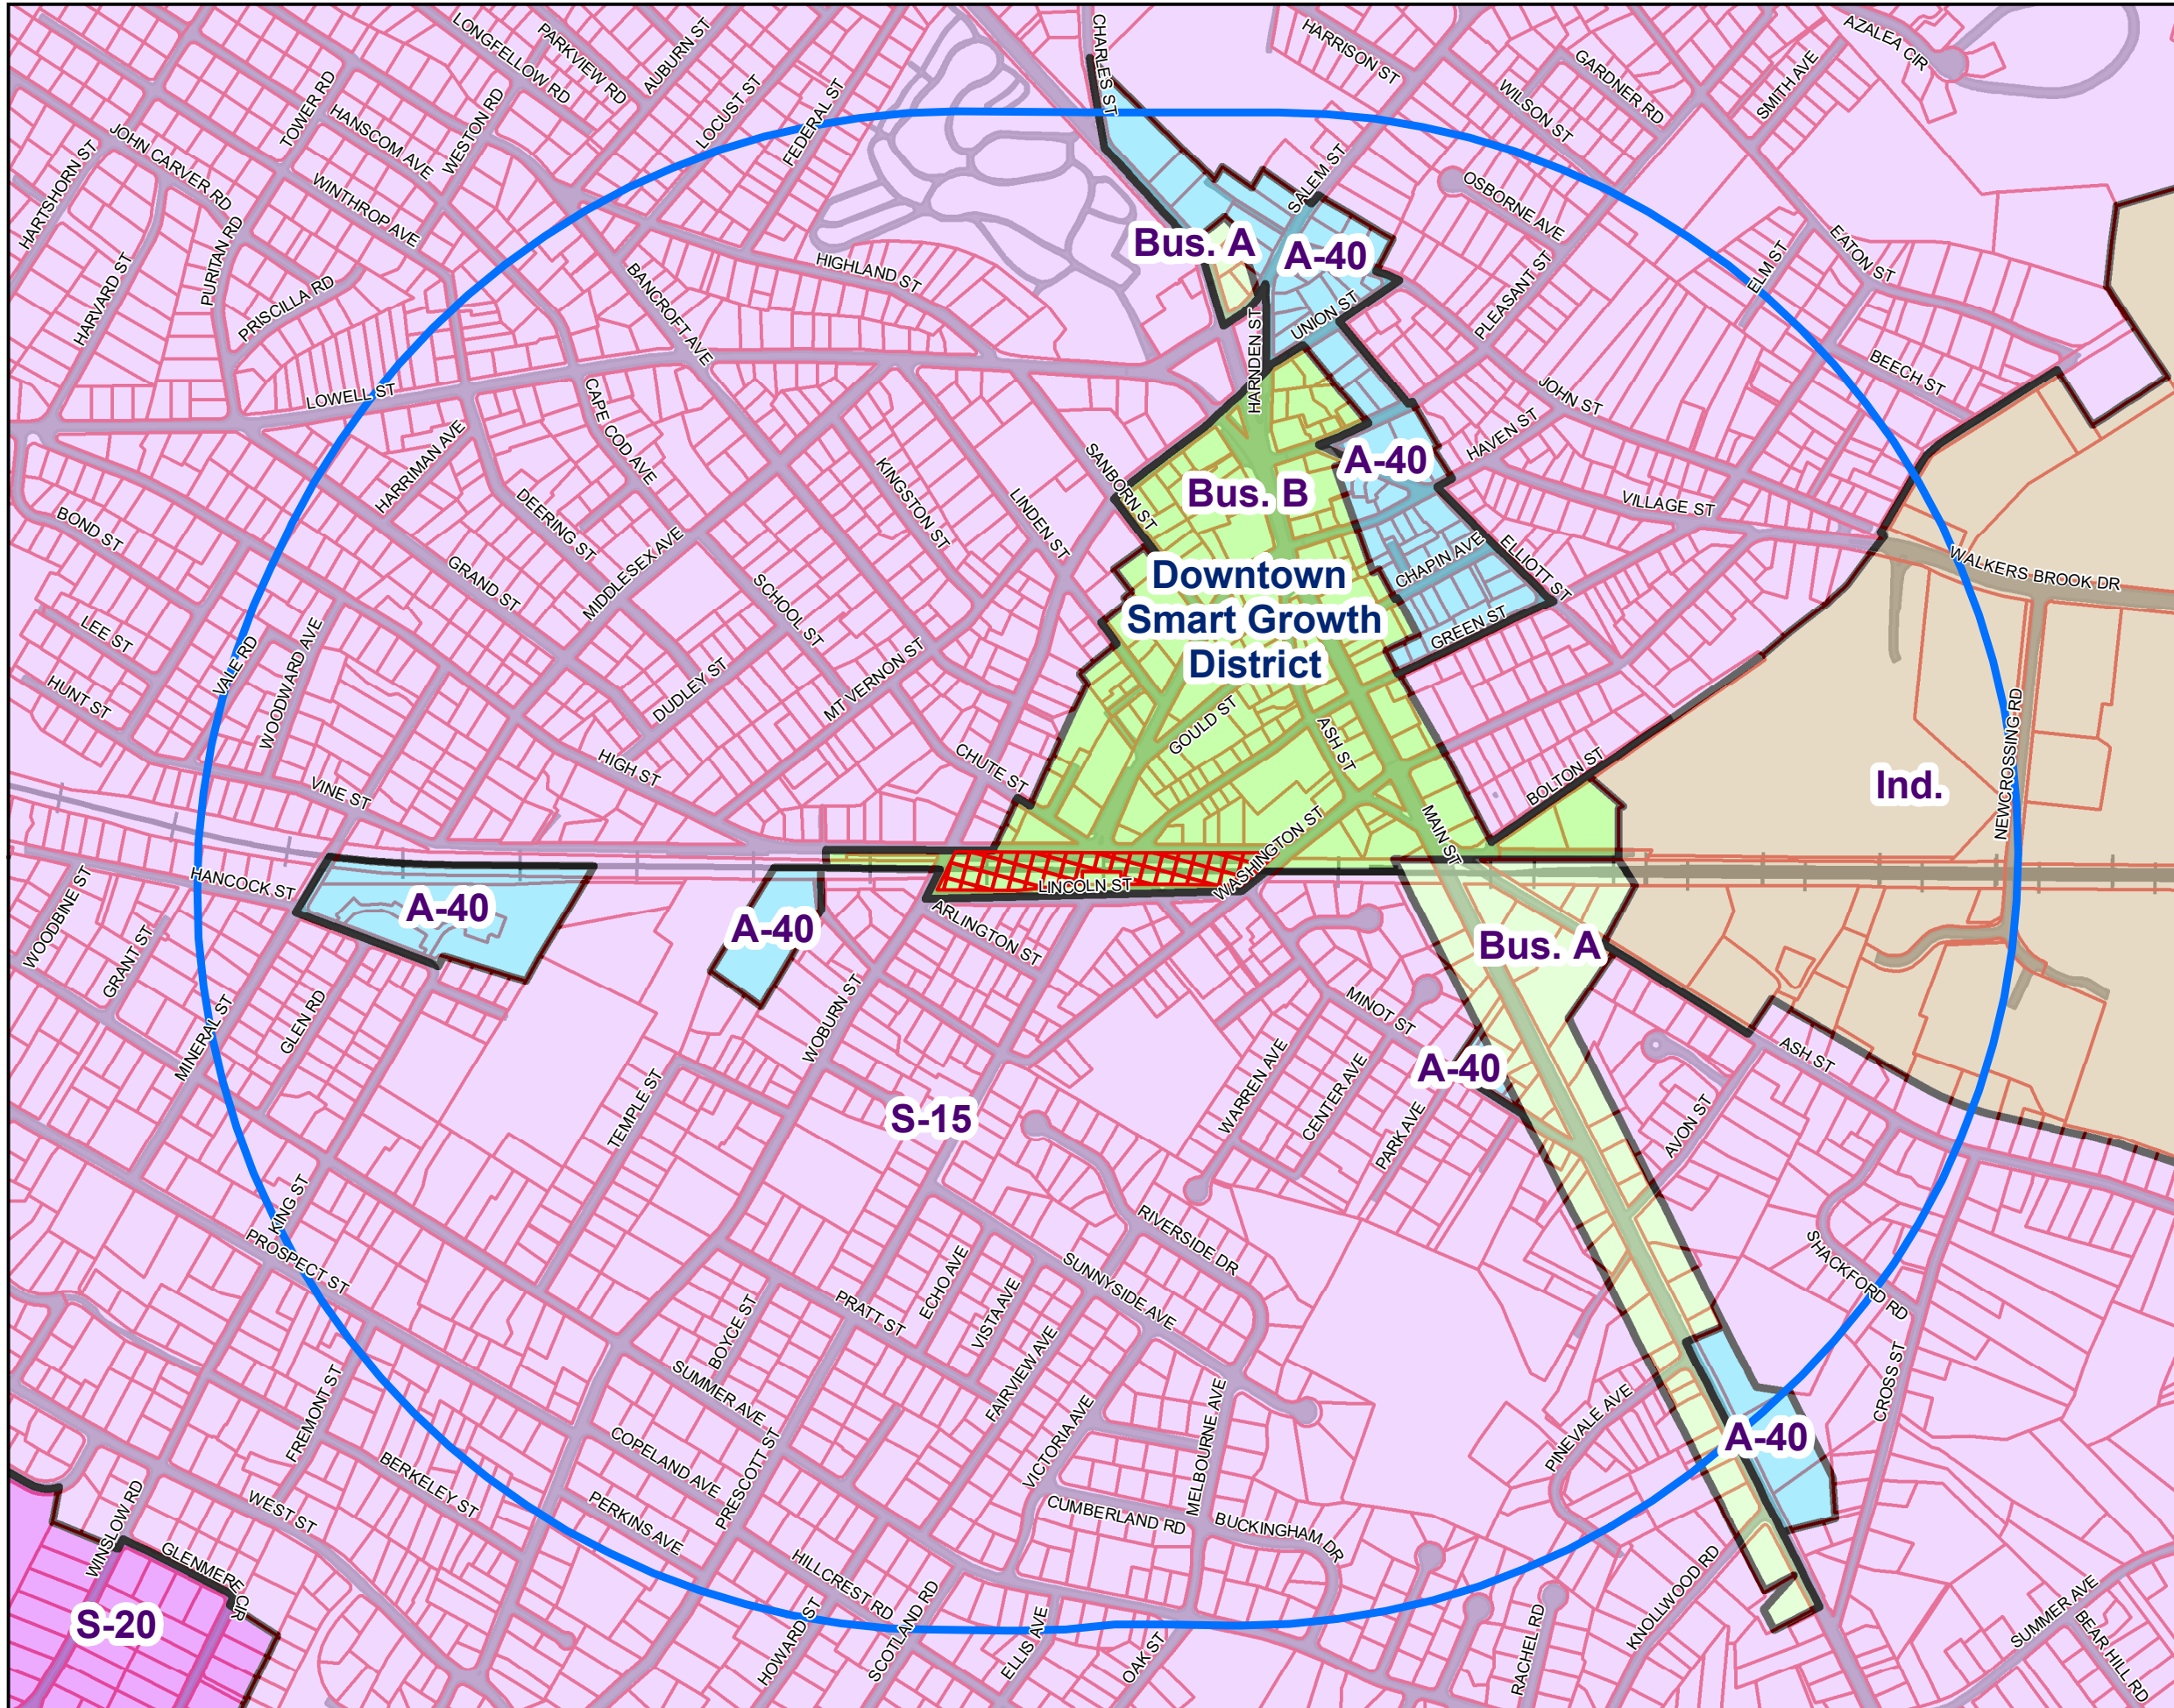 LONGFELLOW RD
PARKVIEW RD
AUBURN ST
CHARLES ST
HARRISON ST
GARDNER RD
AZALEA CIR
SMITH AVE
TOWER RD
HANSCOM AVE
WESTON RD
LOCUST ST
FEDERAL ST
WILSON ST
HARTSHORN ST
JOHN CARVER RD
WINTHROP AVE
SALEM ST
OSBORNE AVE
Bus. A
A-40
HARVARD ST
PURITAN RD
PRISCILLA RD
BANCROFT AVE
HIGHLAND ST
UNION ST
PLEASANT ST
ELM ST
EATON ST
HARNDEN ST
BEECH ST
LOWELL ST
CAPE COD AVE
JOHN ST
HARRIMAN AVE
KINGSTON ST
LINDEN ST
SANBORN ST
HAVEN ST
A-40
Bus. B
VILLAGE ST
BOND ST
DEERING ST
GRAND ST
MIDDLESEX AVE
SCHOOL ST
CHAPIN AVE
ELLIOTT ST
WALKERS BROOK DR
Downtown
Smart Growth
District
GREEN ST
LEE ST
VALE RD
WOODWARD AVE
HUNT ST
DUDLEY ST
MT VERNON ST
GOULD ST
ASH ST
NEWCROSSING RD
Ind.
VINE ST
HIGH ST
CHUTE ST
BOLTON ST
WASHINGTON ST
MAIN ST
HANCOCK ST
LINCOLN ST
WOODBINE ST
A-40
A-40
ARLINGTON ST
Bus. A
GRANT ST
GLEN RD
MINERAL ST
WOBURN ST
MINOT ST
ASH ST
A-40
WARREN AVE
CENTER AVE
PARK AVE
AVON ST
TEMPLE ST
S-15
KING ST
PROSPECT ST
RIVERSIDE DR
SUNNYSIDE AVE
SHACKFORD RD
ECHO AVE
VISTA AVE
PRATT ST
BOYCE ST
FAIRVIEW AVE
SUMMER AVE
FREMONT ST
VICTORIA AVE
MELBOURNE AVE
PINEVALE AVE
CROSS ST
A-40
COPELAND AVE
PRESCOTT ST
BERKELEY ST
PERKINS AVE
WEST ST
WINSLOW RD
CUMBERLAND RD
BUCKINGHAM DR
GLENMERE CIR
HILLCREST RD
KNOLLWOOD RD
S-20
HOWARD ST
SCOTLAND RD
ELLIS AVE
OAK ST
RACHEL RD
SUMMER AVE
BEAR HILL RD